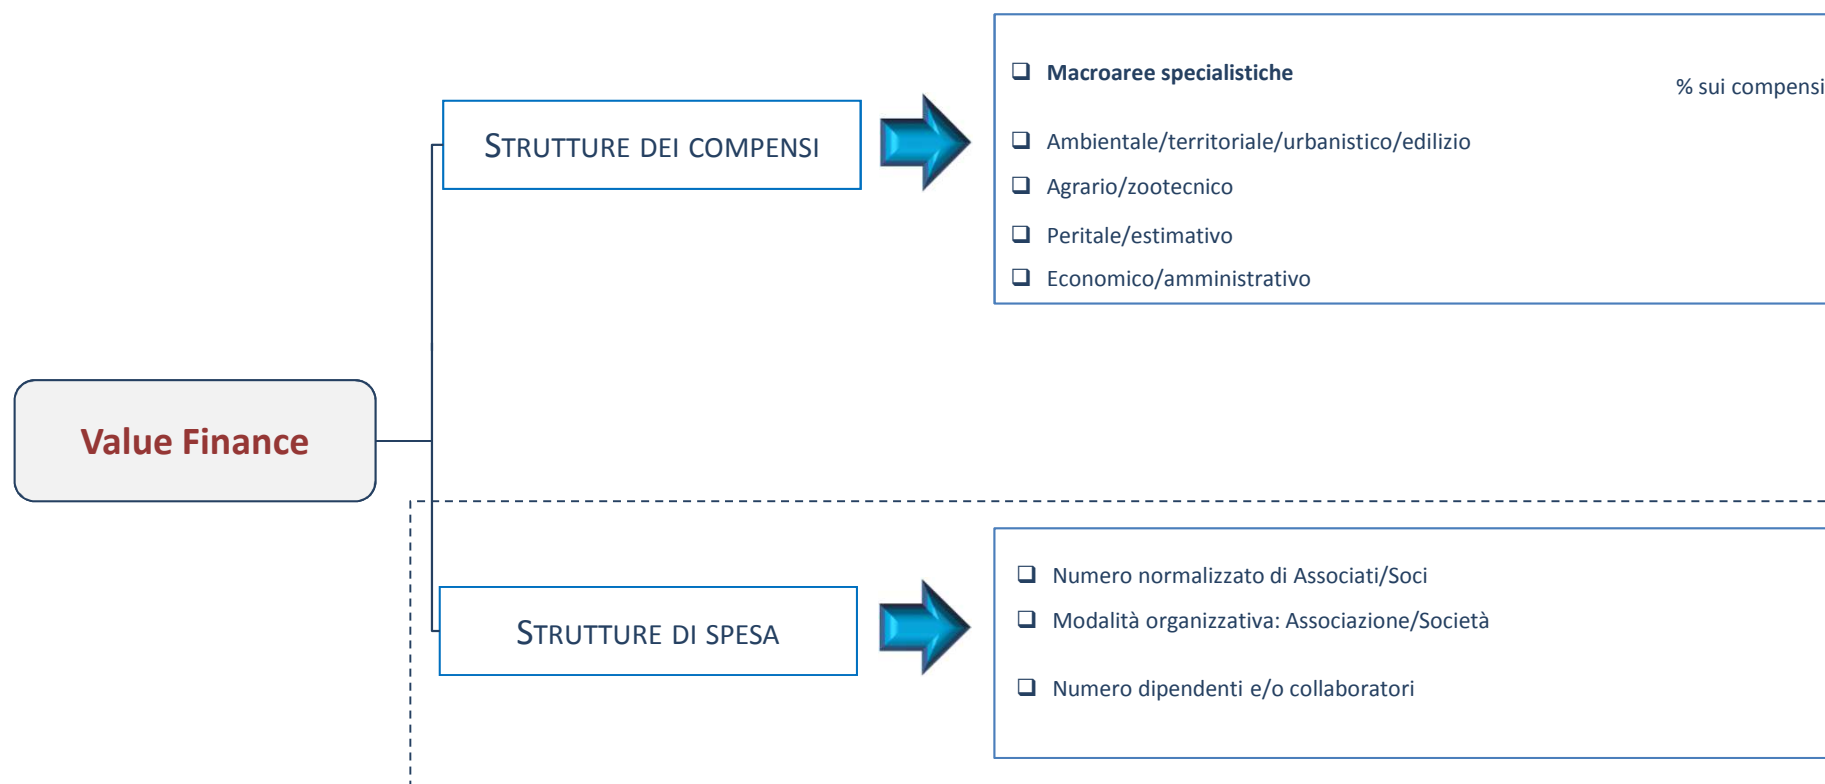 Macroaree specialistiche
% sui compensi
STRUTTURE DEI COMPENSI
Ambientale/territoriale/urbanistico/edilizio
Agrario/zootecnico
Peritale/estimativo
Economico/amministrativo
Value Finance
STRUTTURE DI SPESA
Numero normalizzato di Associati/Soci
Modalità organizzativa: Associazione/Società
Numero dipendenti e/o collaboratori